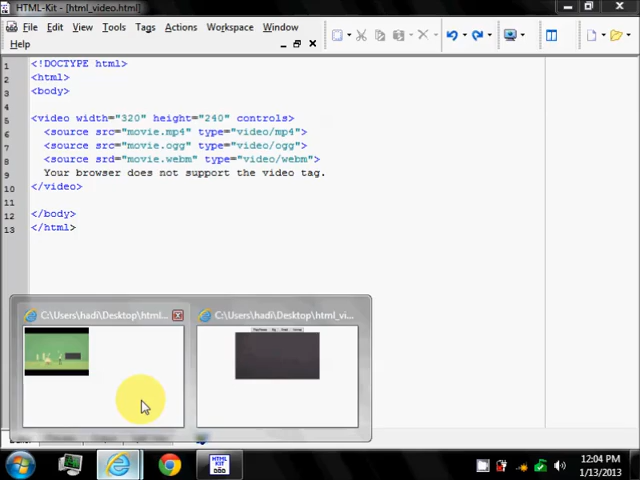 HTML-Kit - [html_video.html]
File Edit View Tags Actions Workspace Window
Help
1 <!DOCTYPE html>
2 <html>
3 <body>
4
5 <video width="320" height="240" controls>
6 <source src="movie.mp4" type="video/mp4">
7 <source src="movie.ogg" type="video/ogg">
8 <source srd="movie.webm" type="video/webm">
9 Your browser does not support the video tag.
10 </video>
11
12 </body>
13 </html>
C:\Users\hadi\Desktop\html... C:\Users\hadi\Desktop\html_vi...
HTML
KIT
12:04 PM
1/13/2013